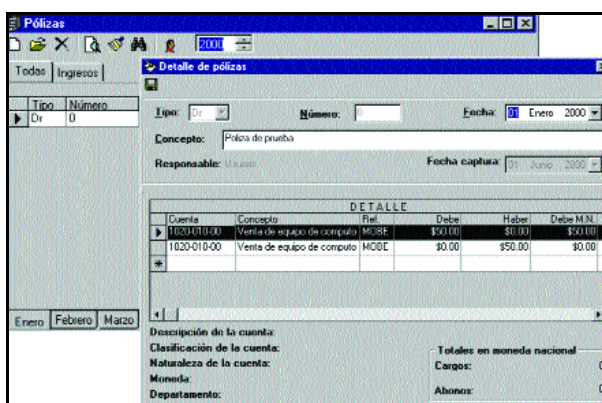 Pólizas
2000
Todas Ingresos
Tipo Número
Dr 0
Enero Febrero Marzo
Detalle de pólizas
Tipo: Dr Número: 0 Fecha: 01 Enero 2000
Concepto: Poliza de prueba
Responsable: Usuario Fecha captura: 01 Junio 2000
DETALLE
Cuenta Concepto Ref. Debe Haber Debe M.N.
1020-010-00 Venta de equipo de computo MOBE $50.00 $0.00 $50.00
1020-010-00 Venta de equipo de computo MOBE $0.00 $50.00 $0.00
Descripción de la cuenta:
Clasificación de la cuenta:
Naturaleza de la cuenta:
Moneda:
Departamento:
Totales en moneda nacional
Cargos:
Abonos: